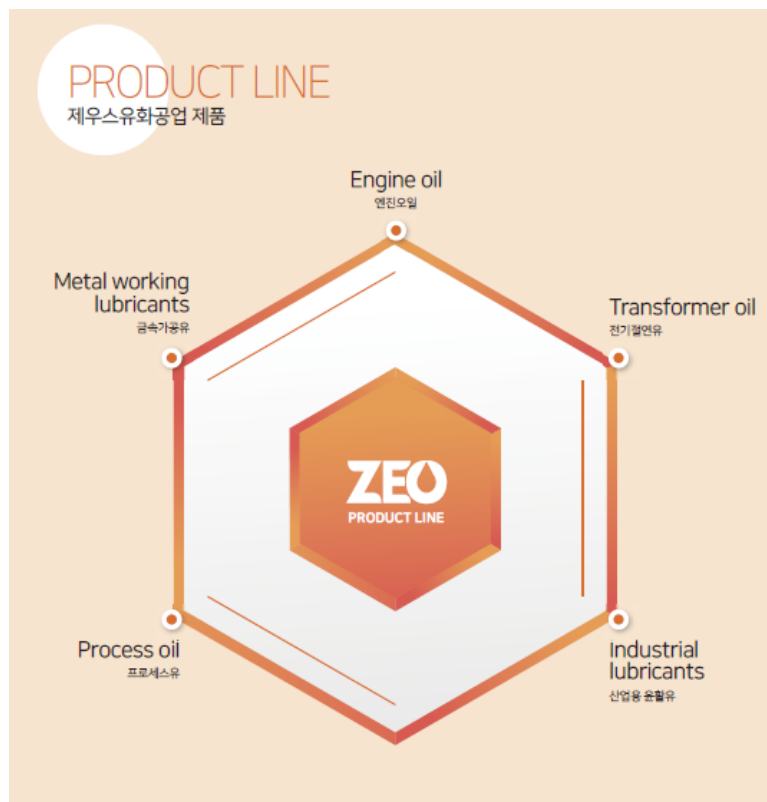 PRODUCT LINE
제우스유화공업 제품
Engine oil
엔진오일
Metal working
lubricants
금속가공유
Transformer oil
전기절연유
ZEO
PRODUCT LINE
Process oil
프로세스유
Industrial
lubricants
산업용 윤활유